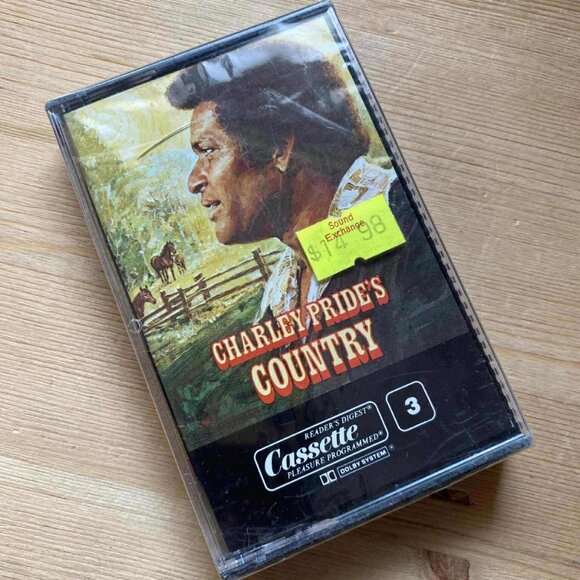 Sound
Exchange
$14 98
CHARLEY PRIDE'S
COUNTRY
READER'S DIGEST®
Cassette
PLEASURE PROGRAMMED®
DOLBY SYSTEM
3